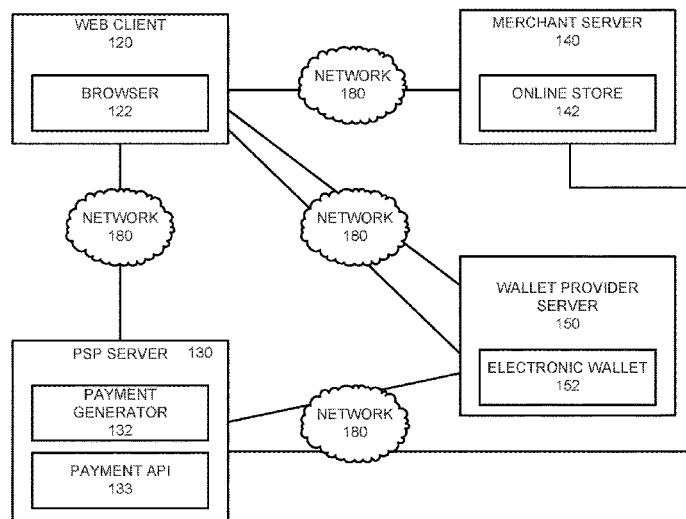 WEB CLIENT
120
BROWSER
122
NETWORK
180
MERCHANT SERVER
140
ONLINE STORE
142
NETWORK
180
NETWORK
180
WALLET PROVIDER
SERVER
150
ELECTRONIC WALLET
152
PSP SERVER 130
PAYMENT
GENERATOR
132
PAYMENT API
133
NETWORK
180